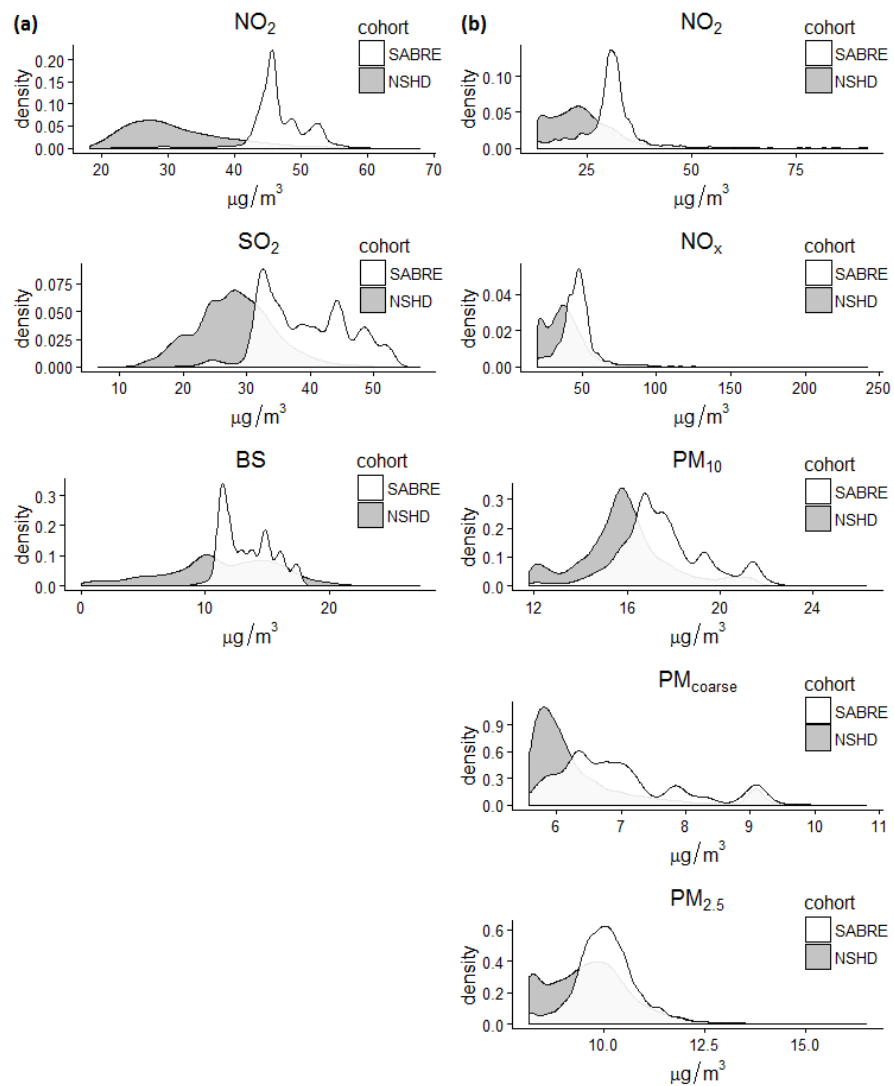 (a) NO₂ cohort
SABRE
NSHD
density
0.20
0.15
0.10
0.05
0.00
20 30 40 50 60 70
μg/m³
SO₂ cohort
SABRE
NSHD
density
0.075
0.050
0.025
0.000
10 20 30 40 50
μg/m³
BS cohort
SABRE
NSHD
density
0.3
0.2
0.1
0.0
0 10 20
μg/m³
(b) NO₂ cohort
SABRE
NSHD
density
0.10
0.05
0.00
25 50 75
μg/m³
NOₓ cohort
SABRE
NSHD
density
0.04
0.02
0.00
50 100 150 200 250
μg/m³
PM₁₀ cohort
SABRE
NSHD
density
0.3
0.2
0.1
0.0
12 16 20 24
μg/m³
PMcoarse cohort
SABRE
NSHD
density
0.9
0.6
0.3
0.0
6 7 8 9 10 11
μg/m³
PM₂.₅ cohort
SABRE
NSHD
density
0.6
0.4
0.2
0.0
10.0 12.5 15.0
μg/m³